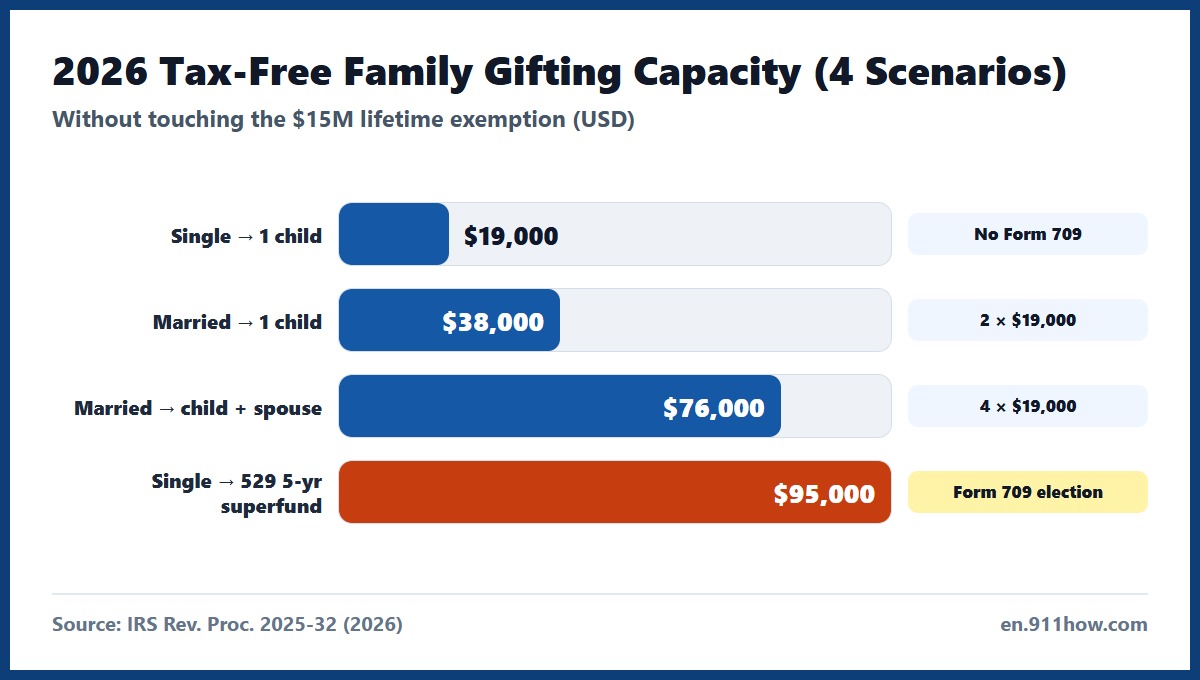 2026 Tax-Free Family Gifting Capacity (4 Scenarios)
Without touching the $15M lifetime exemption (USD)
Single → 1 child
$19,000
No Form 709
Married → 1 child
$38,000
2 × $19,000
Married → child + spouse
$76,000
4 × $19,000
Single → 529 5-yr
superfund
$95,000
Form 709 election
Source: IRS Rev. Proc. 2025-32 (2026)
en.911how.com